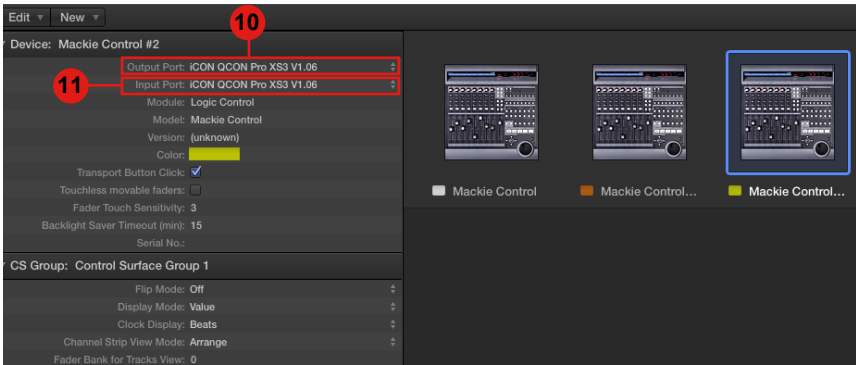 Edit New
10
Device: Mackie Control #2
Output Port: iCON QCON Pro XS3 V1.06
11
Input Port: iCON QCON Pro XS3 V1.06
Module: Logic Control
Model: Mackie Control
Version: (unknown)
Color:
Transport Button Click:
Touchless movable faders:
Fader Touch Sensitivity: 3
Backlight Saver Timeout (min): 15
Serial No.:
CS Group: Control Surface Group 1
Flip Mode: Off
Display Mode: Value
Clock Display: Beats
Channel Strip View Mode: Arrange
Fader Bank for Tracks View: 0
Mackie Control
Mackie Control...
Mackie Control...